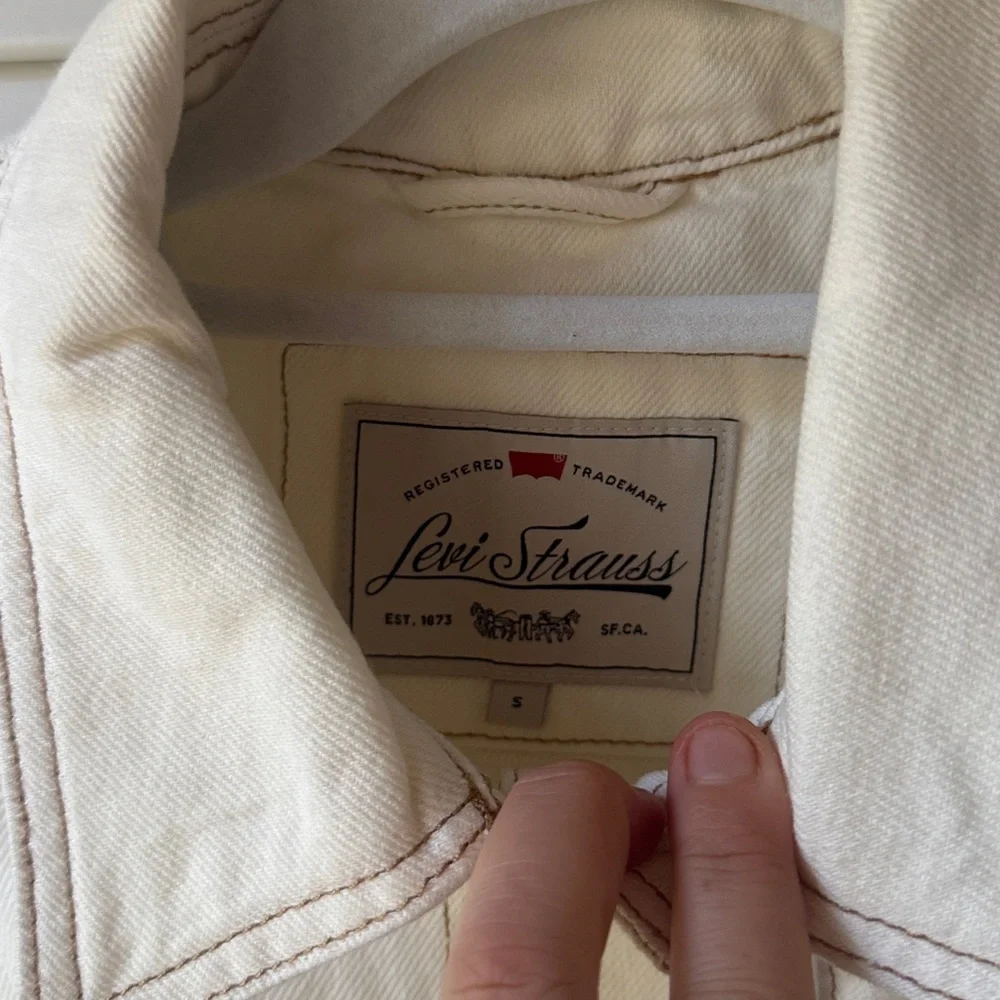 REGISTERED ® TRADEMARK
Levi Strauss
EST. 1873 SF.CA.
S